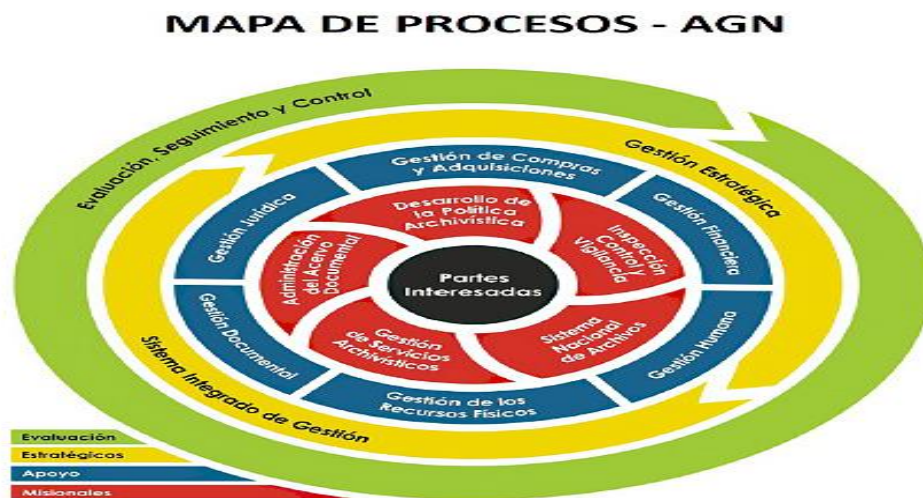 MAPA DE PROCESOS - AGN
Evaluación, Seguimiento y Control
Gestión Estratégica
Sistema Integrado de Gestión
Gestión de Compras
y Adquisiciones
Gestión Financiera
Gestión Humana
Gestión de los
Recursos Físicos
Gestión Documental
Gestión Jurídica
Desarrollo de
la Política
Archivística
Inspección
Control y
Vigilancia
Sistema
Nacional
de Archivos
Gestión
de Servicios
Archivísticos
Administración
del Acervo
Documental
Partes
Interesadas
Evaluación
Estratégicos
Apoyo
Misionales